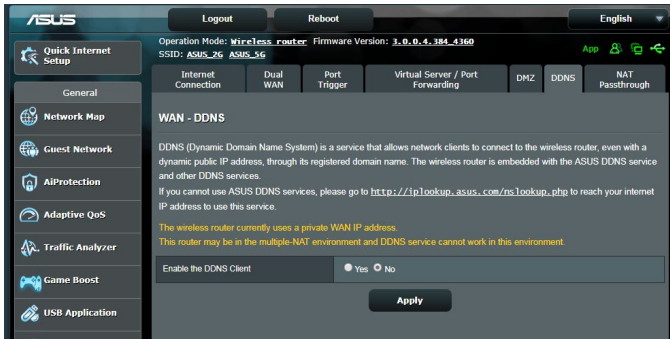 ASUS
Logout
Reboot
English
Quick Internet
Setup
Operation Mode: Wireless router Firmware Version: 3.0.0.4.384_4360
SSID: ASUS_2G ASUS_5G
App
General
Network Map
Guest Network
AiProtection
Adaptive QoS
Traffic Analyzer
Game Boost
USB Application
Internet
Connection
Dual
WAN
Port
Trigger
Virtual Server / Port
Forwarding
DMZ
DDNS
NAT
Passthrough
WAN - DDNS
DDNS (Dynamic Domain Name System) is a service that allows network clients to connect to the wireless router, even with a
dynamic public IP address, through its registered domain name. The wireless router is embedded with the ASUS DDNS service
and other DDNS services.
If you cannot use ASUS DDNS services, please go to http://iplookup.asus.com/nslookup.php to reach your internet
IP address to use this service.
The wireless router currently uses a private WAN IP
address.
This router may be in the multiple-NAT environment and DDNS service cannot work in this environment.
Enable the DDNS Client
Yes No
Apply